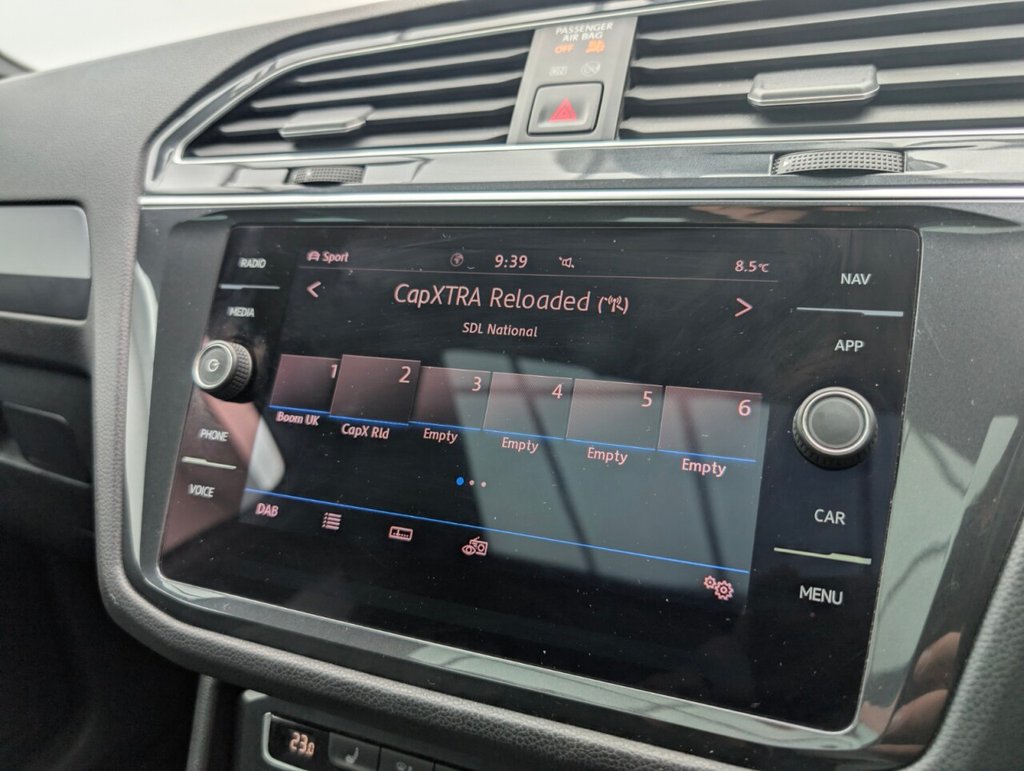 PASSENGER
AIR BAG
OFF
RADIO
MEDIA
PHONE
VOICE
Sport 9:39 8.5°C
< CapXTRA Reloaded >
SDL National
1 2 3 4 5 6
Boom UK CapX Rld Empty Empty Empty Empty
DAB
NAV
APP
CAR
MENU
23.0